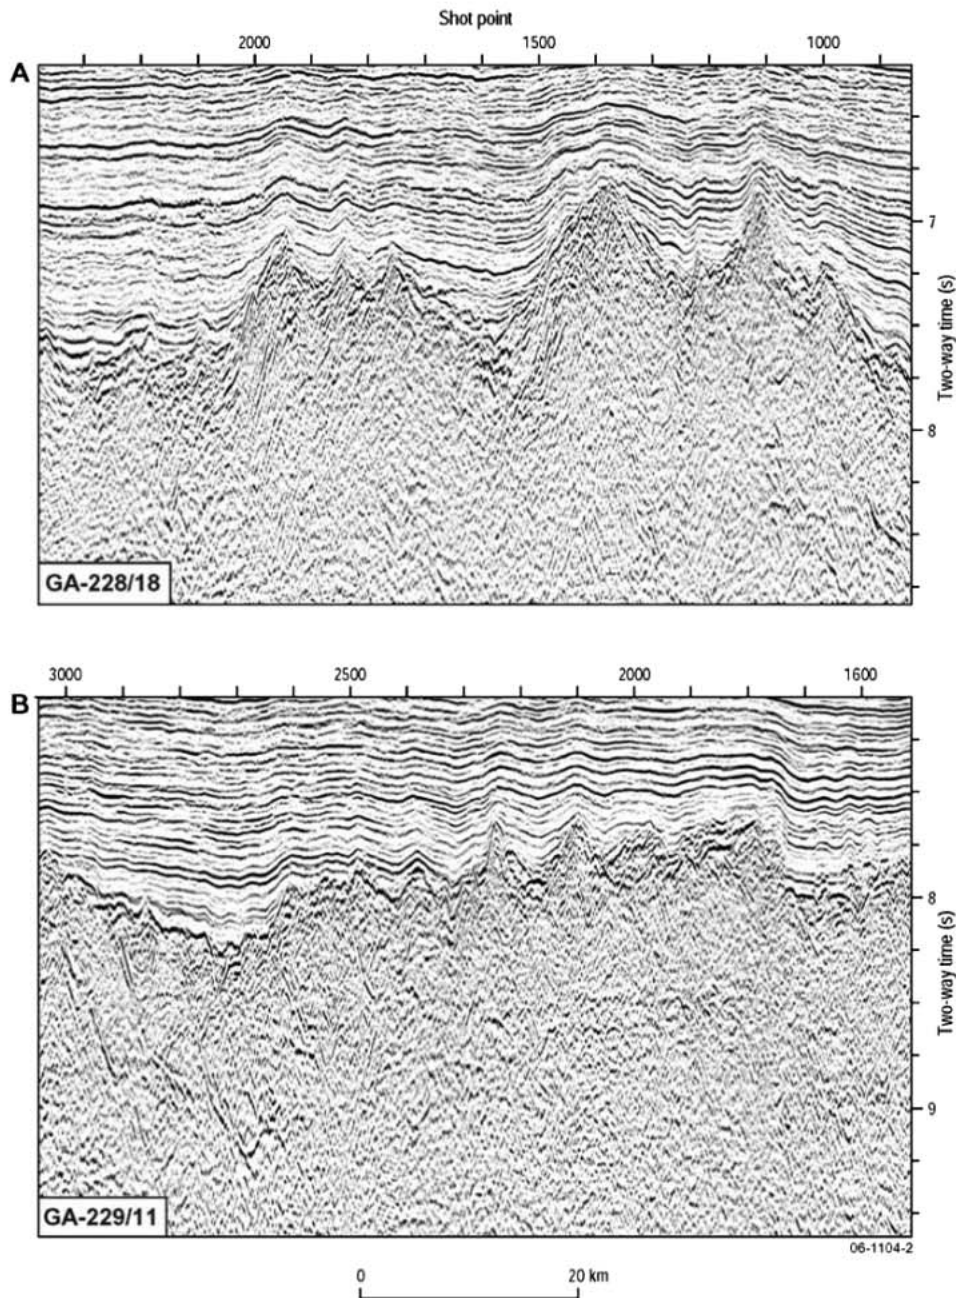 Shot point
2000 1500 1000
A
7
8
Two-way time (s)
GA-228/18
3000 2500 2000 1600
B
8
9
Two-way time (s)
GA-229/11
06-1104-2
0 20 km